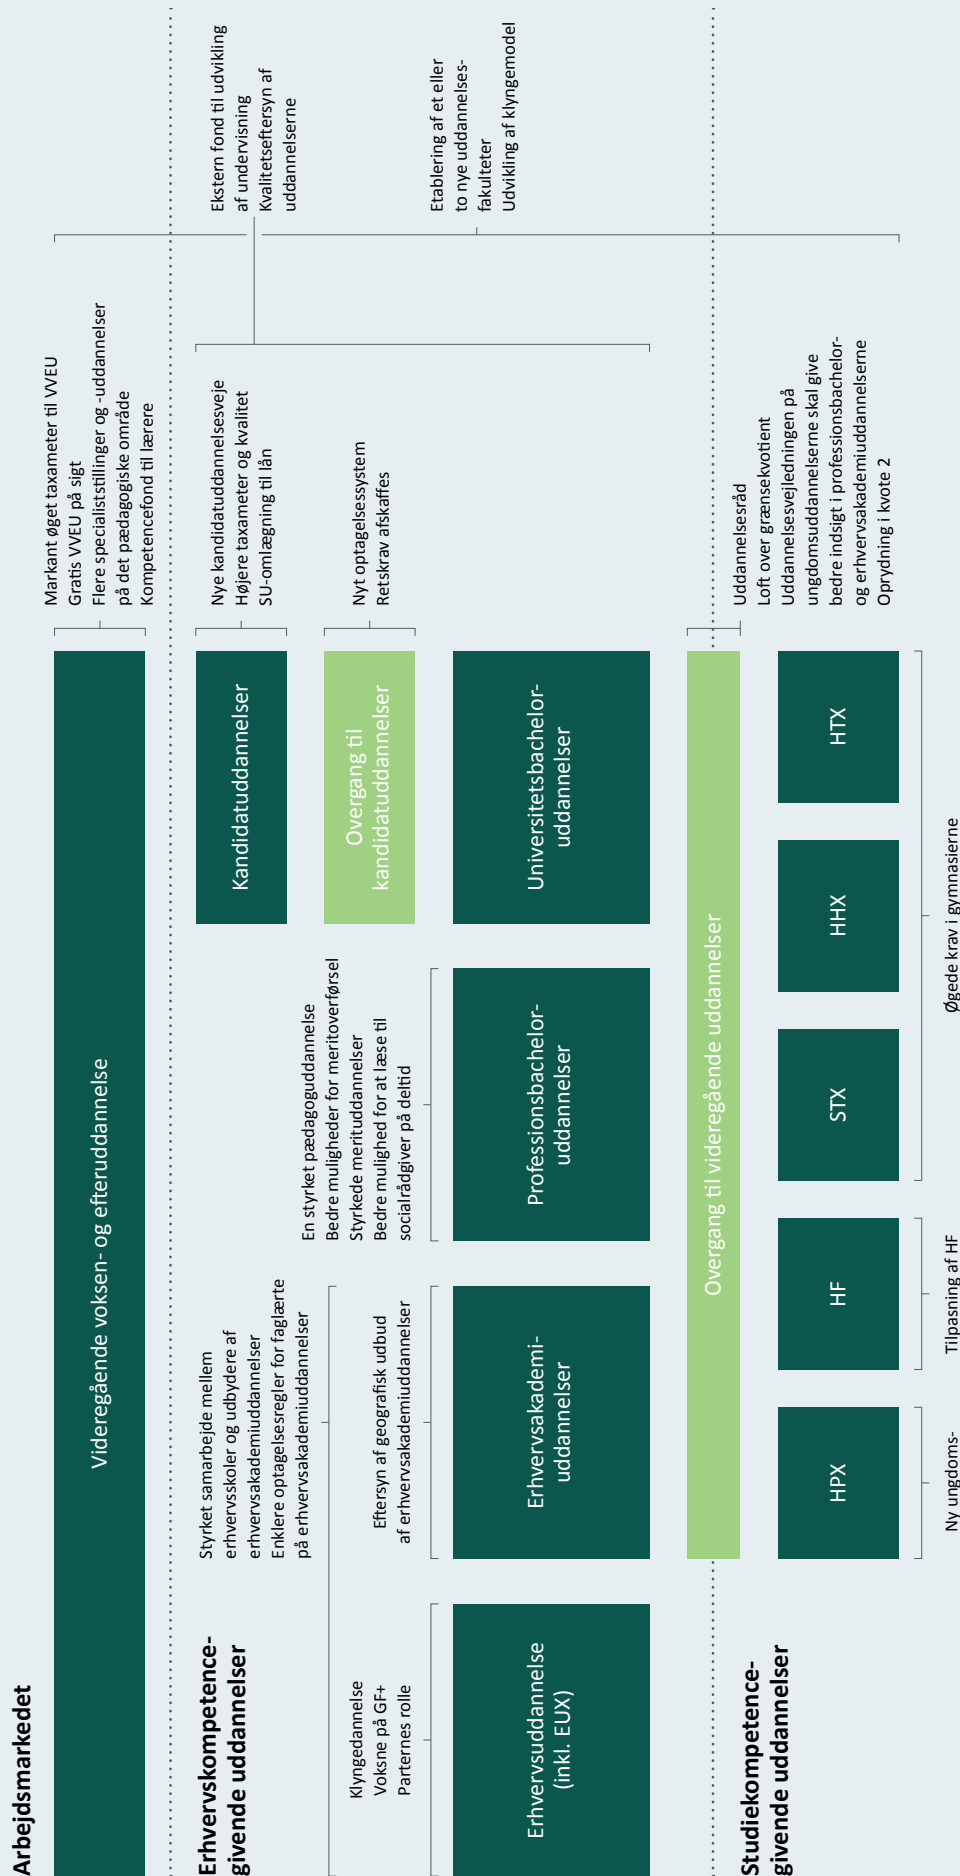 Arbejdsmarkedet
Videregående voksen- og efteruddannelse
Markant øget taxameter til VVEU
Gratis VVEU på sigt
Flere specialiststillinger og -uddannelser
på det pædagogiske område
Kompetencefond til lærere
Erhvervskompetence-
givende uddannelser
Styrket samarbejde mellem
erhvervsskoler og udbydere af
erhvervsakademiuddannelser
Enklere optagelsesregler for faglærte
på erhvervsakademiuddannelser
Kandidatuddannelser
Nye kandidatuddannelsesveje
Højere taxameter og kvalitet
SU-omlægning til lån
Ekstern fond til udvikling
af undervisning
Kvalitetseftersyn af
uddannelserne
Klyngedannelse
Voksne på GF+
Parternes rolle
Eftersyn af geografisk udbud
af erhvervsakademiuddannelser
En styrket pædagoguddannelse
Bedre muligheder for meritoverførsel
Styrkede merituddannelser
Bedre mulighed for at læse til
socialrådgiver på deltid
Overgang til
kandidatuddannelser
Nyt optagelsessystem
Retskrav afskaffes
Etablering af et eller
to nye uddannelses-
fakulteter
Udvikling af klyngemodel
Erhvervsuddannelse
(inkl. EUX)
Erhvervsakademi-
uddannelser
Professionsbachelor-
uddannelser
Universitetsbachelor-
uddannelser
Overgang til videregående uddannelser
Uddannelsesråd
Loft over grænsekvotient
Uddannelsesvejledningen på
ungdomsuddannelserne skal give
bedre indsigt i professionsbachelor-
og erhvervsakademiuddannelserne
Oprydning i kvote 2
Studiekompetence-
givende uddannelser
HPX
HF
STX
HHX
HTX
Ny ungdoms-
Tilpasning af HF
Øgede krav i gymnasierne